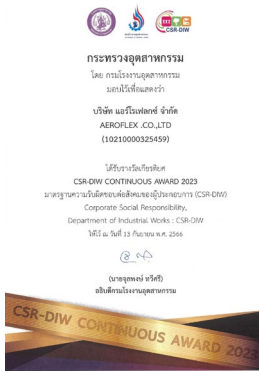 CSR-DIW
กระทรวงอุตสาหกรรม
โดย กรมโรงงานอุตสาหกรรม
มอบไว้เพื่อแสดงว่า
บริษัท แอร์โรเฟลกซ์ จำกัด
AEROFLEX .CO.,LTD
(10210000325459)
ได้รับรางวัลเกียรติยศ
CSR-DIW CONTINUOUS AWARD 2023
มาตรฐานความรับผิดชอบต่อสังคมของผู้ประกอบการ (CSR-DIW)
Corporate Social Responsibility,
Department of Industrial Works : CSR-DIW
ให้ไว้ ณ วันที่ 13 กันยายน พ.ศ. 2566
(นายจุลพงษ์ ทวีศรี)
อธิบดีกรมโรงงานอุตสาหกรรม
CSR-DIW CONTINUOUS AWARD 2023